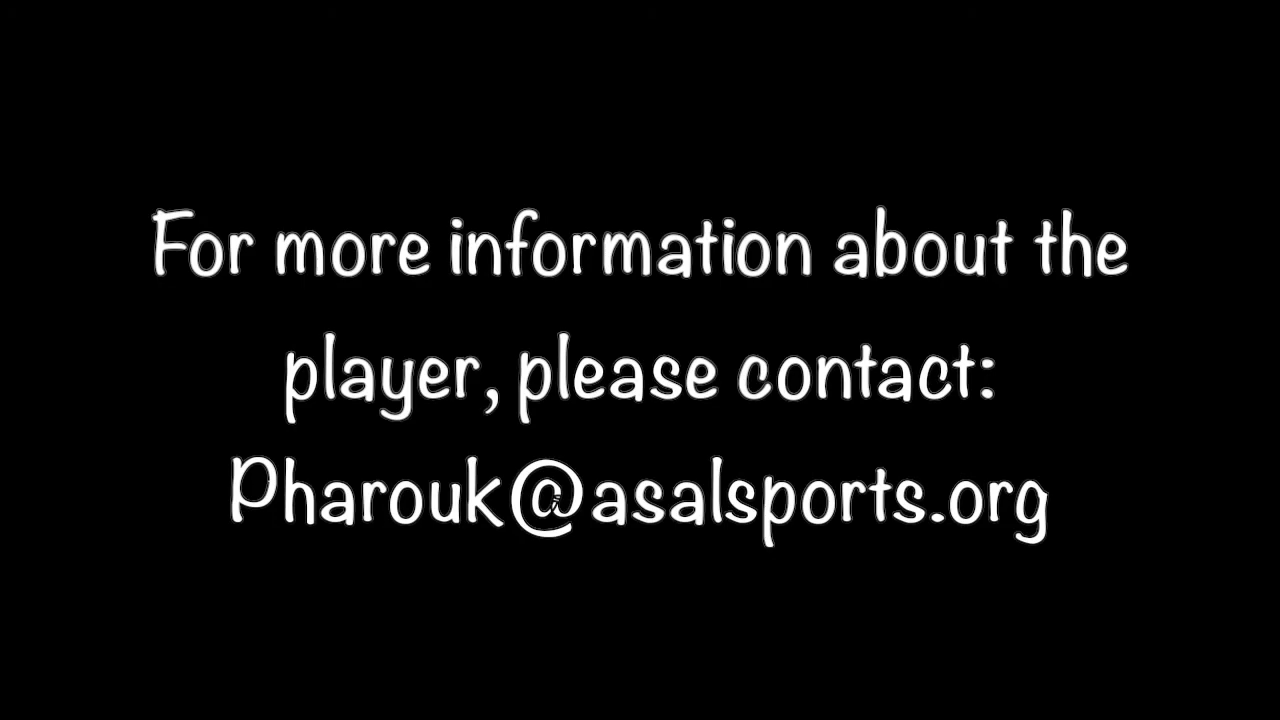 For more information about the
player, please contact:
Pharouk@asalsports.org